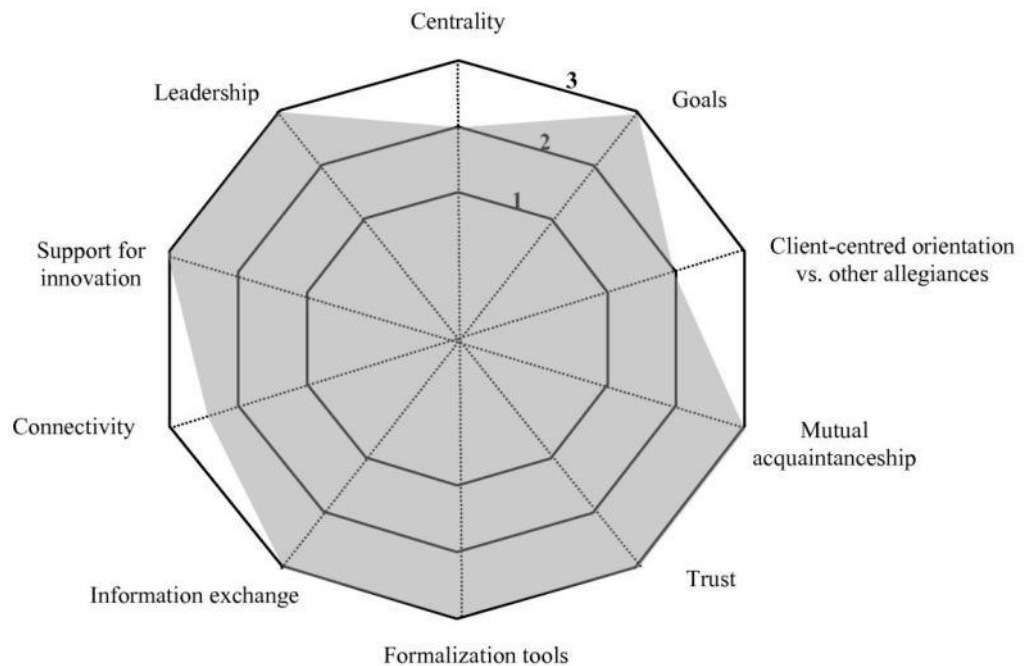 Centrality
3
Leadership
Goals
2
1
Support for
innovation
Client-centred orientation
vs. other allegiances
Connectivity
Mutual
acquaintanceship
Information exchange
Trust
Formalization tools